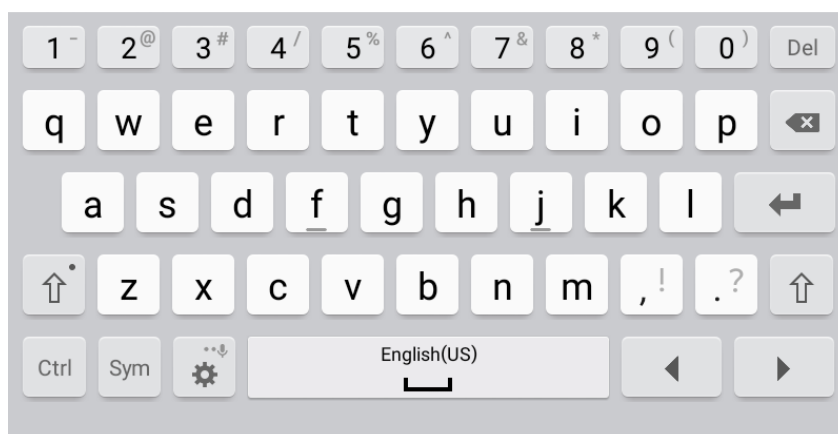 1 - 2 @ 3 # 4 / 5 % 6 ^ 7 & 8 * 9 ( 0 ) Del
q w e r t y u i o p
a s d f g h j k l
z x c v b n m , ! . ?
Ctrl Sym English(US)